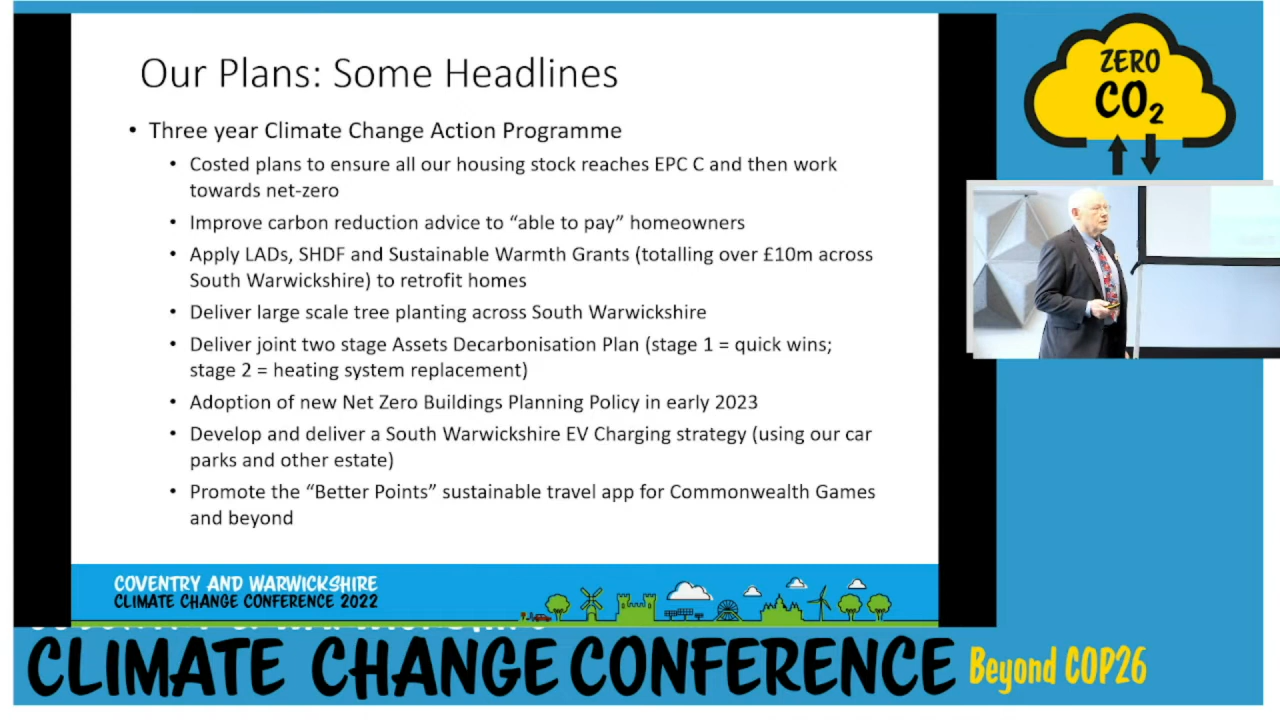 Our Plans: Some Headlines
• Three year Climate Change Action Programme
• Costed plans to ensure all our housing stock reaches EPC C and then work
towards net-zero
• Improve carbon reduction advice to “able to pay” homeowners
• Apply LADs, SHDF and Sustainable Warmth Grants (totalling over £10m across
South Warwickshire) to retrofit homes
• Deliver large scale tree planting across South Warwickshire
• Deliver joint two stage Assets Decarbonisation Plan (stage 1 = quick wins;
stage 2 = heating system replacement)
• Adoption of new Net Zero Buildings Planning Policy in early 2023
• Develop and deliver a South Warwickshire EV Charging strategy (using our car
parks and other estate)
• Promote the “Better Points” sustainable travel app for Commonwealth Games
and beyond
COVENTRY AND WARWICKSHIRE
CLIMATE CHANGE CONFERENCE 2022
ZERO
CO₂
CLIMATE CHANGE CONFERENCE Beyond COP26